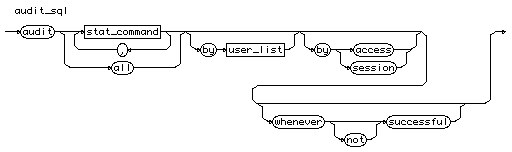 audit_sql
audit stat_command by user_list by access
, session
all
whenever successful
not